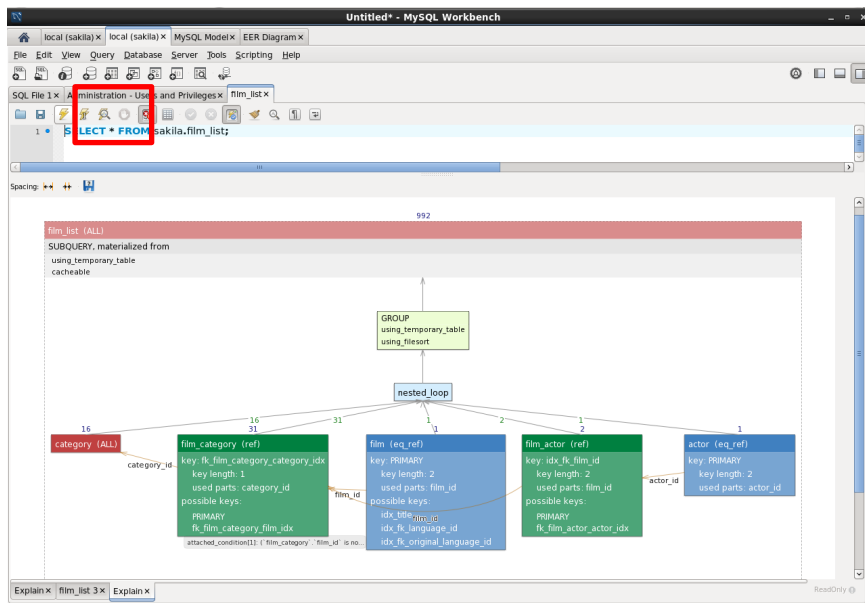 Untitled* - MySQL Workbench
local (sakila) × local (sakila) × MySQL Model × EER Diagram ×
File Edit View Query Database Server Tools Scripting Help
SQL File 1 × Administration - Users and Privileges × film_list ×
1 SELECT * FROM sakila.film_list;
Spacing:
992
film_list (ALL)
SUBQUERY, materialized from
using_temporary_table
cacheable
GROUP
using_temporary_table
using_filesort
nested_loop
16 31 1 2 1
16 31 1 2 1
category (ALL) film_category (ref) film (eq_ref) film_actor (ref) actor (eq_ref)
key: fk_film_category_category_idx key: PRIMARY key: idx_fk_film_id key: PRIMARY
category_id key length: 1 key length: 2 key length: 2 actor_id key length: 2
used parts: category_id film_id used parts: film_id used parts: film_id used parts: actor_id
possible keys: possible keys: possible keys:
PRIMARY idx_title film_id PRIMARY
fk_film_category_film_idx idx_fk_language_id fk_film_actor_actor_idx
attached_condition[1]: (`film_category`.`film_id` is no... idx_fk_original_language_id
Explain × film_list 3 × Explain × ReadOnly